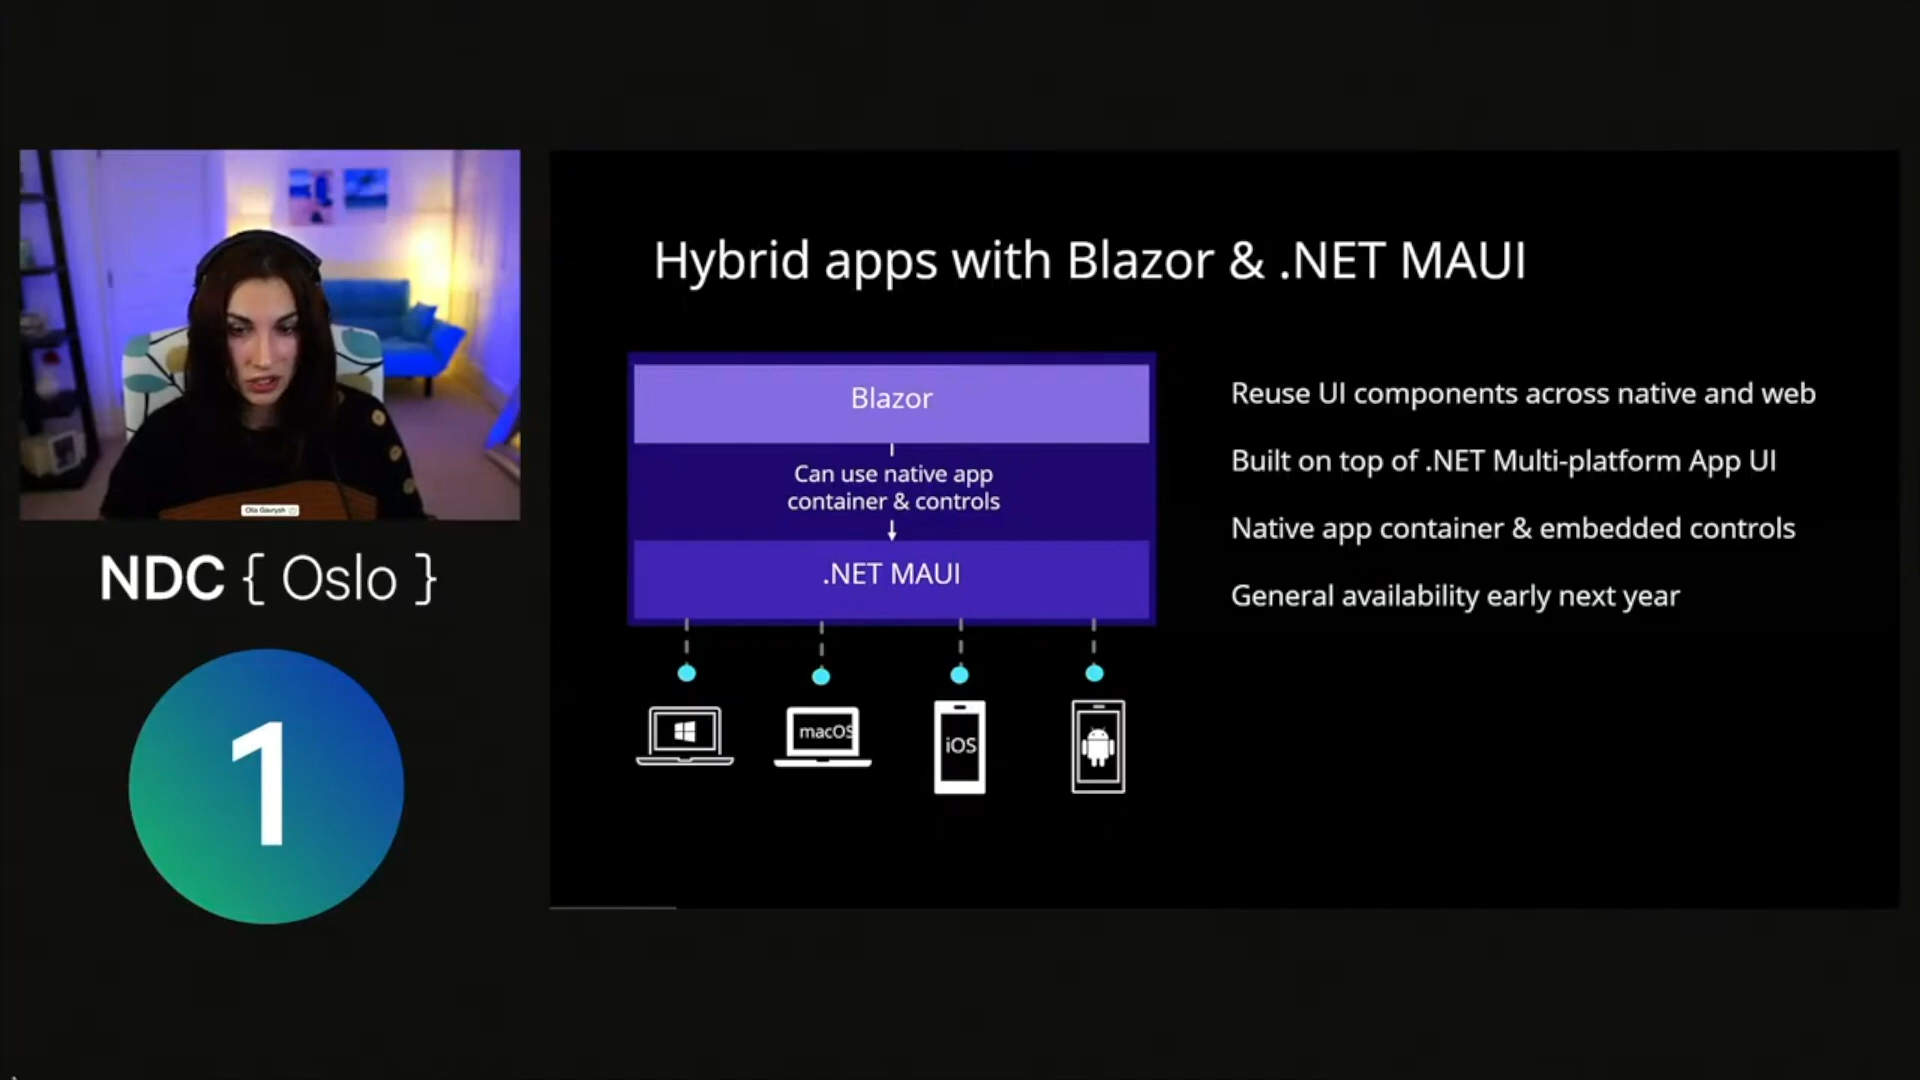 Hybrid apps with Blazor & .NET MAUI
Blazor
Can use native app
container & controls
.NET MAUI
macOS
iOS
Reuse UI components across native and web
Built on top of .NET Multi-platform App UI
Native app container & embedded controls
General availability early next year
Olia Gavrysh
NDC { Oslo }
1